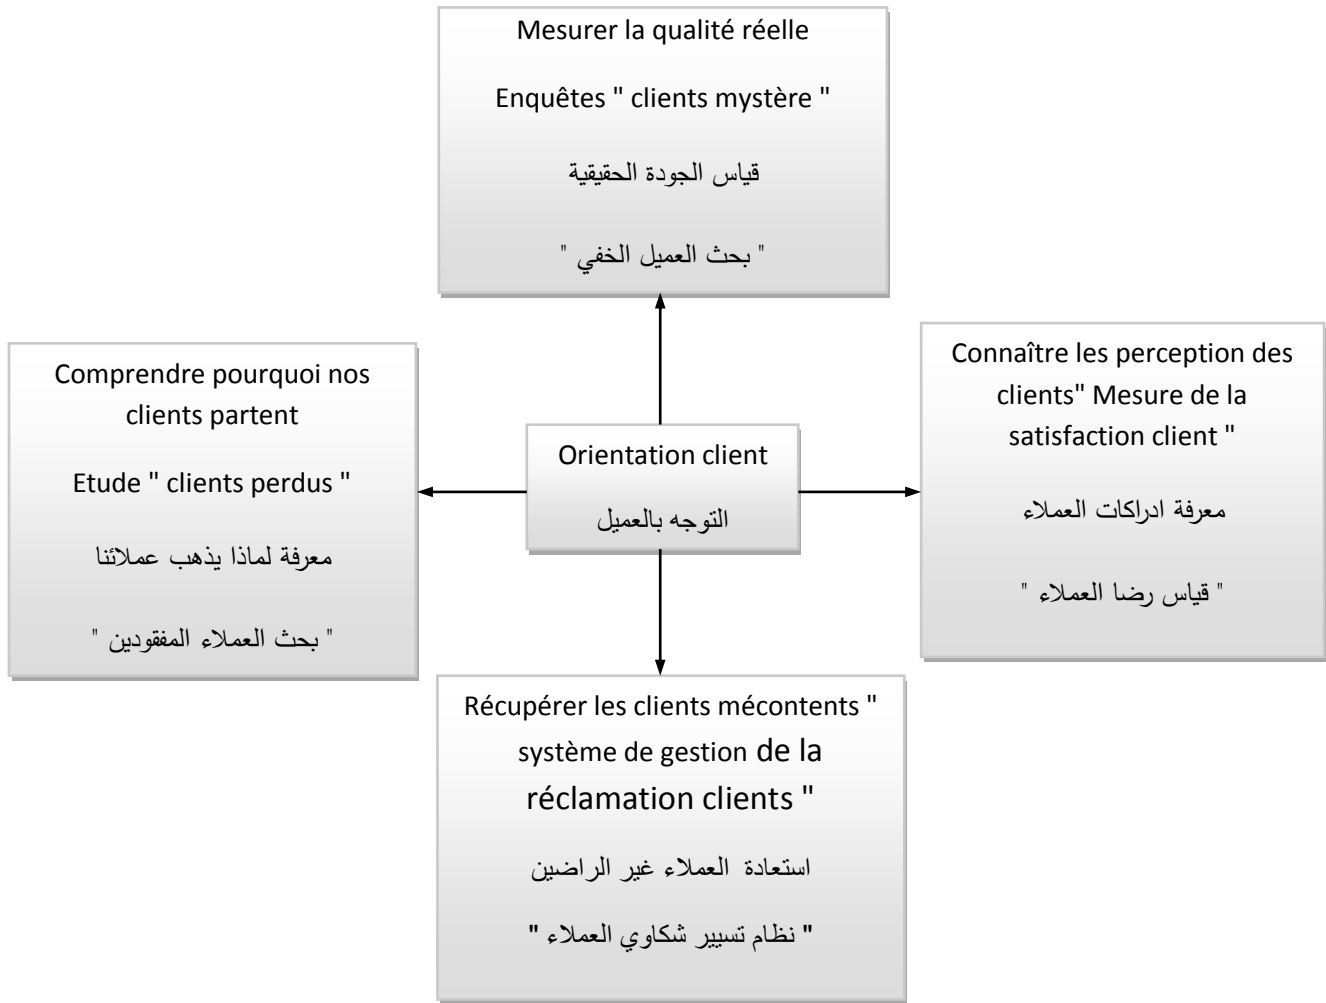 Mesurer la qualité réelle
Enquêtes " clients mystère "
قياس الجودة الحقيقية
" بحث العميل الخفي "
Comprendre pourquoi nos
clients partent
Etude " clients perdus "
معرفة لماذا يذهب عملائنا
" بحث العملاء المفقودين "
Orientation client
التوجه بالعميل
Connaître les perception des
clients" Mesure de la
satisfaction client "
معرفة ادراكات العملاء
" قياس رضا العملاء "
Récupérer les clients mécontents "
système de gestion de la
réclamation clients "
استعادة العملاء غير الراضين
" نظام تسيير شكاوي العملاء "